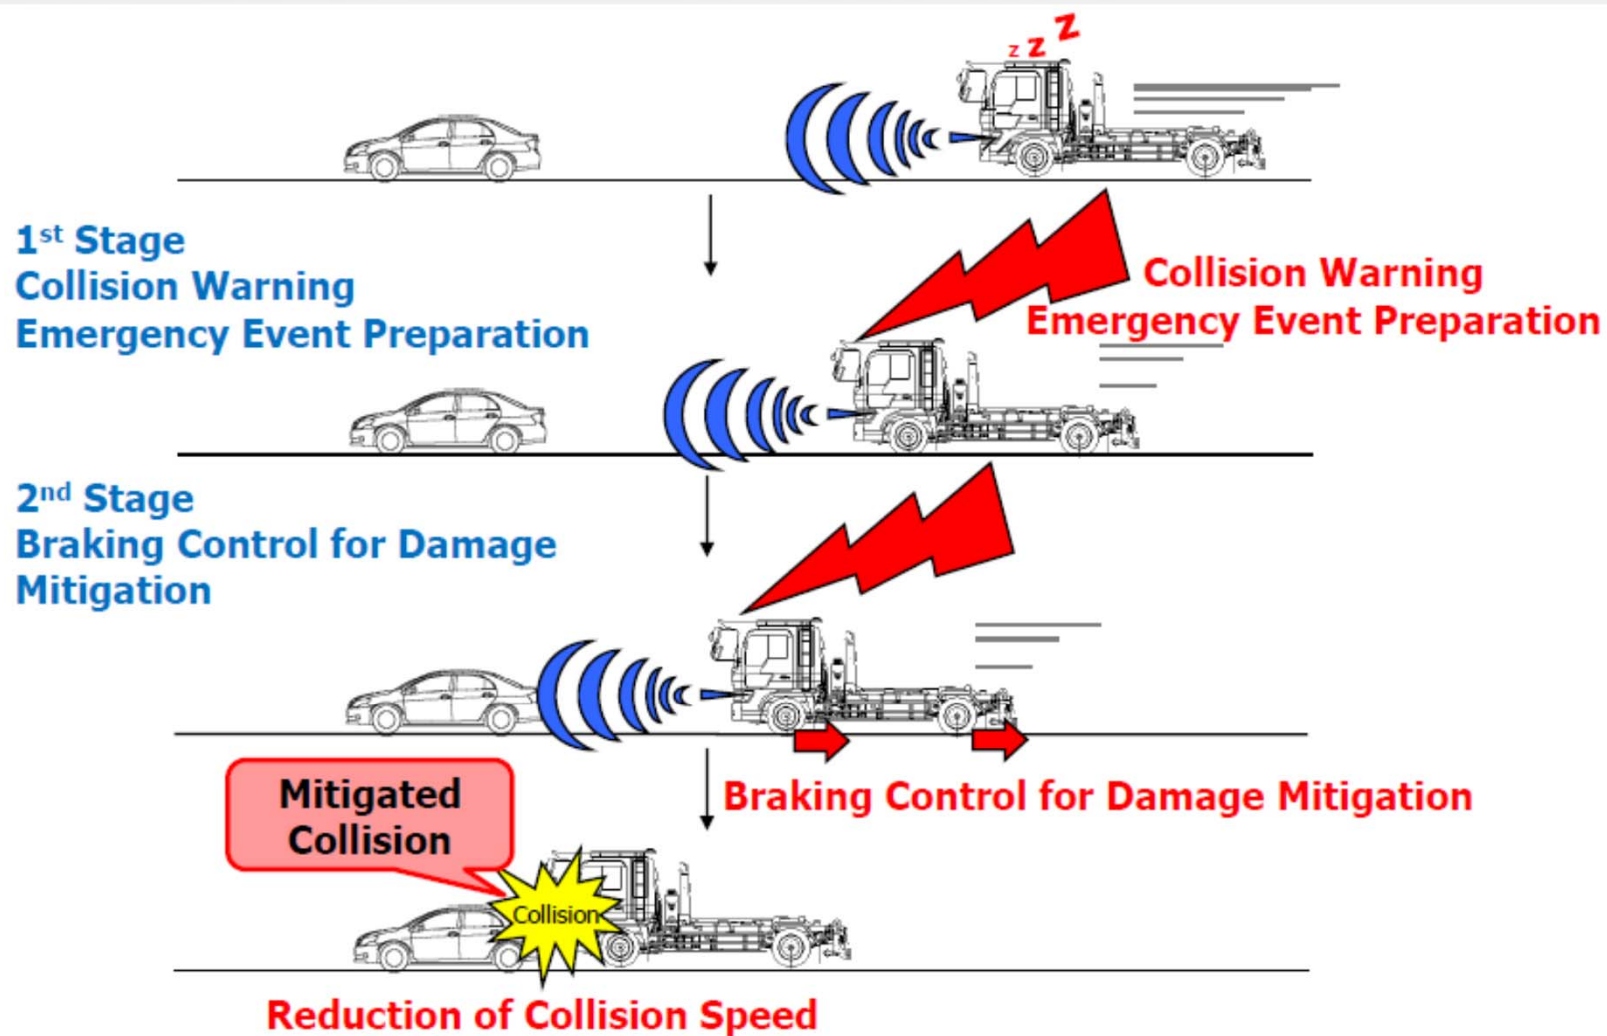 z z Z
1st Stage
Collision Warning
Emergency Event Preparation
Collision Warning
Emergency Event Preparation
2nd Stage
Braking Control for Damage
Mitigation
Braking Control for Damage Mitigation
Mitigated
Collision
Collision
Reduction of Collision Speed